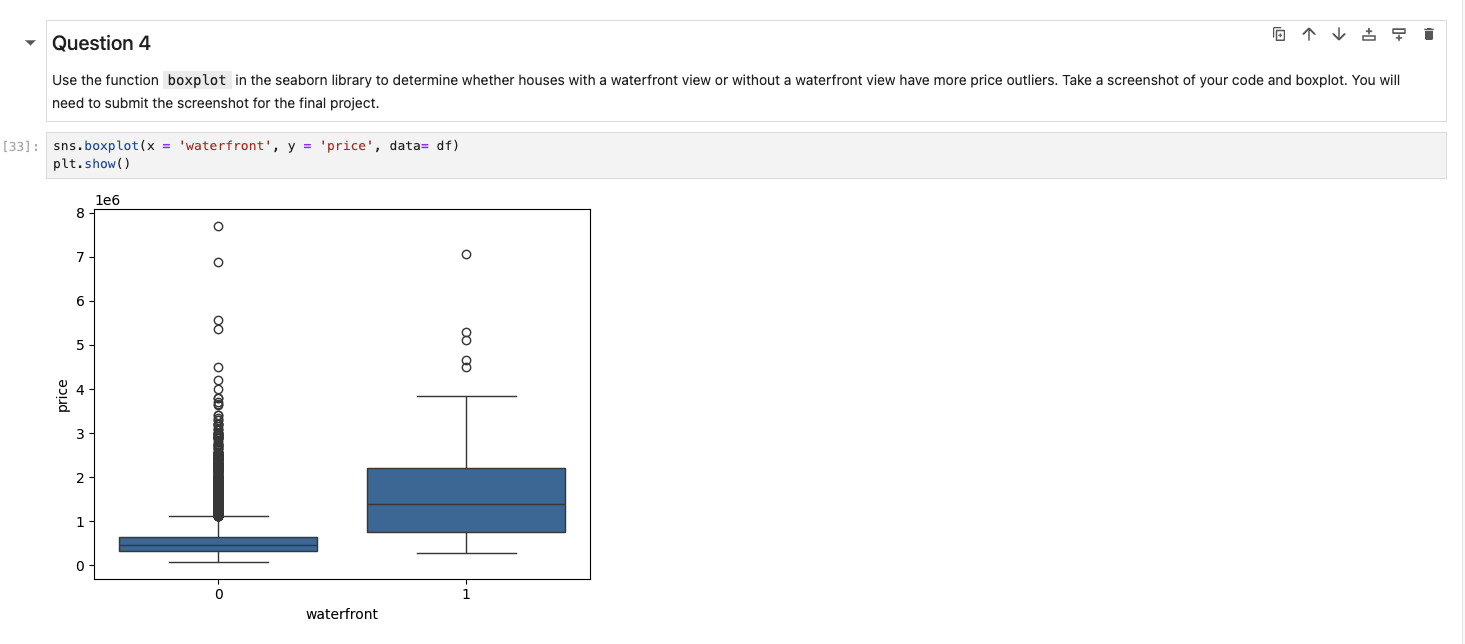 Question 4
Use the function boxplot in the seaborn library to determine whether houses with a waterfront view or without a waterfront view have more price outliers. Take a screenshot of your code and boxplot. You will
need to submit the screenshot for the final project.
[33]:
sns.boxplot(x = 'waterfront', y = 'price', data= df)
plt.show()
1e6
8
7
6
5
4
3
2
1
0
price
0 1
waterfront